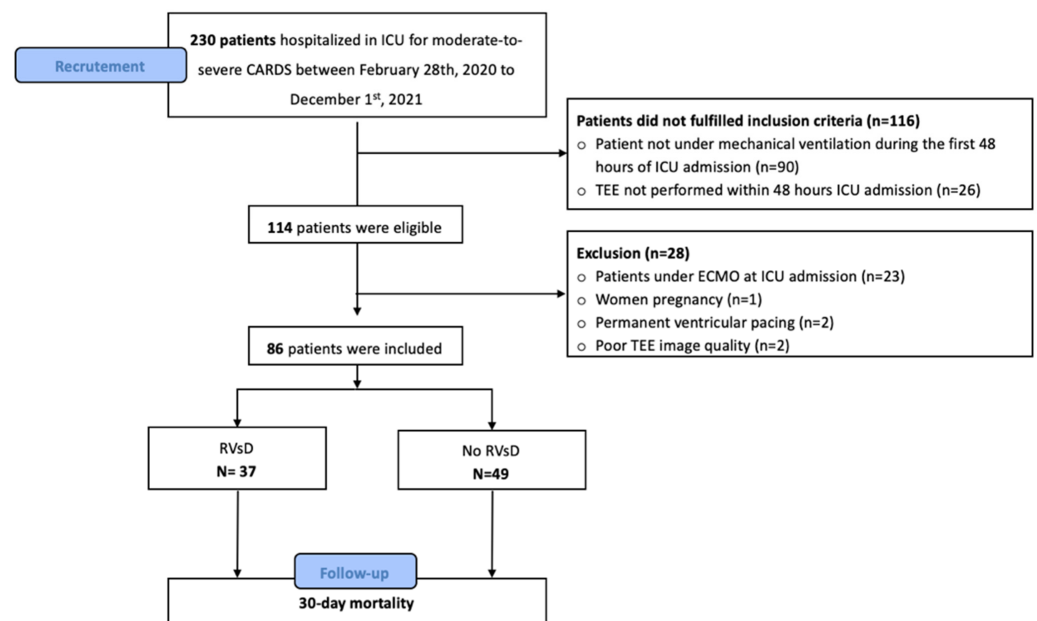 Recrutement
230 patients hospitalized in ICU for moderate-to-
severe CARDS between February 28th, 2020 to
December 1st, 2021
Patients did not fulfilled inclusion criteria (n=116)
o Patient not under mechanical ventilation during the first 48
hours of ICU admission (n=90)
o TEE not performed within 48 hours ICU admission (n=26)
114 patients were eligible
Exclusion (n=28)
o Patients under ECMO at ICU admission (n=23)
o Women pregnancy (n=1)
o Permanent ventricular pacing (n=2)
o Poor TEE image quality (n=2)
86 patients were included
RVsD
N= 37
No RVsD
N=49
Follow-up
30-day mortality